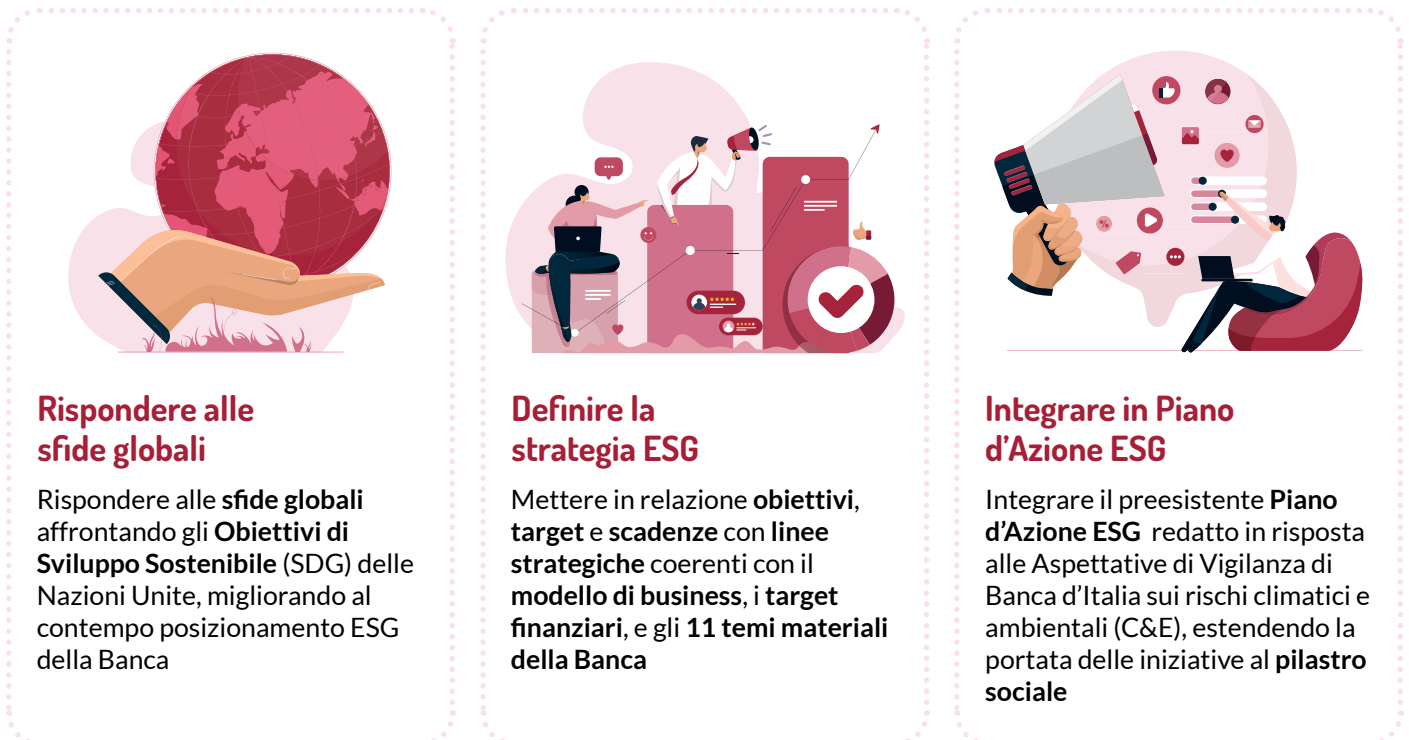 Rispondere alle
sfide globali
Rispondere alle sfide globali
affrontando gli Obiettivi di
Sviluppo Sostenibile (SDG) delle
Nazioni Unite, migliorando al
contempo posizionamento ESG
della Banca
Definire la
strategia ESG
Mettere in relazione obiettivi,
target e scadenze con linee
strategiche coerenti con il
modello di business, i target
finanziari, e gli 11 temi materiali
della Banca
Integrare in Piano
d’Azione ESG
Integrare il preesistente Piano
d’Azione ESG  redatto in risposta
alle Aspettative di Vigilanza di
Banca d’Italia sui rischi climatici e
ambientali (C&E), estendendo la
portata delle iniziative al pilastro
sociale